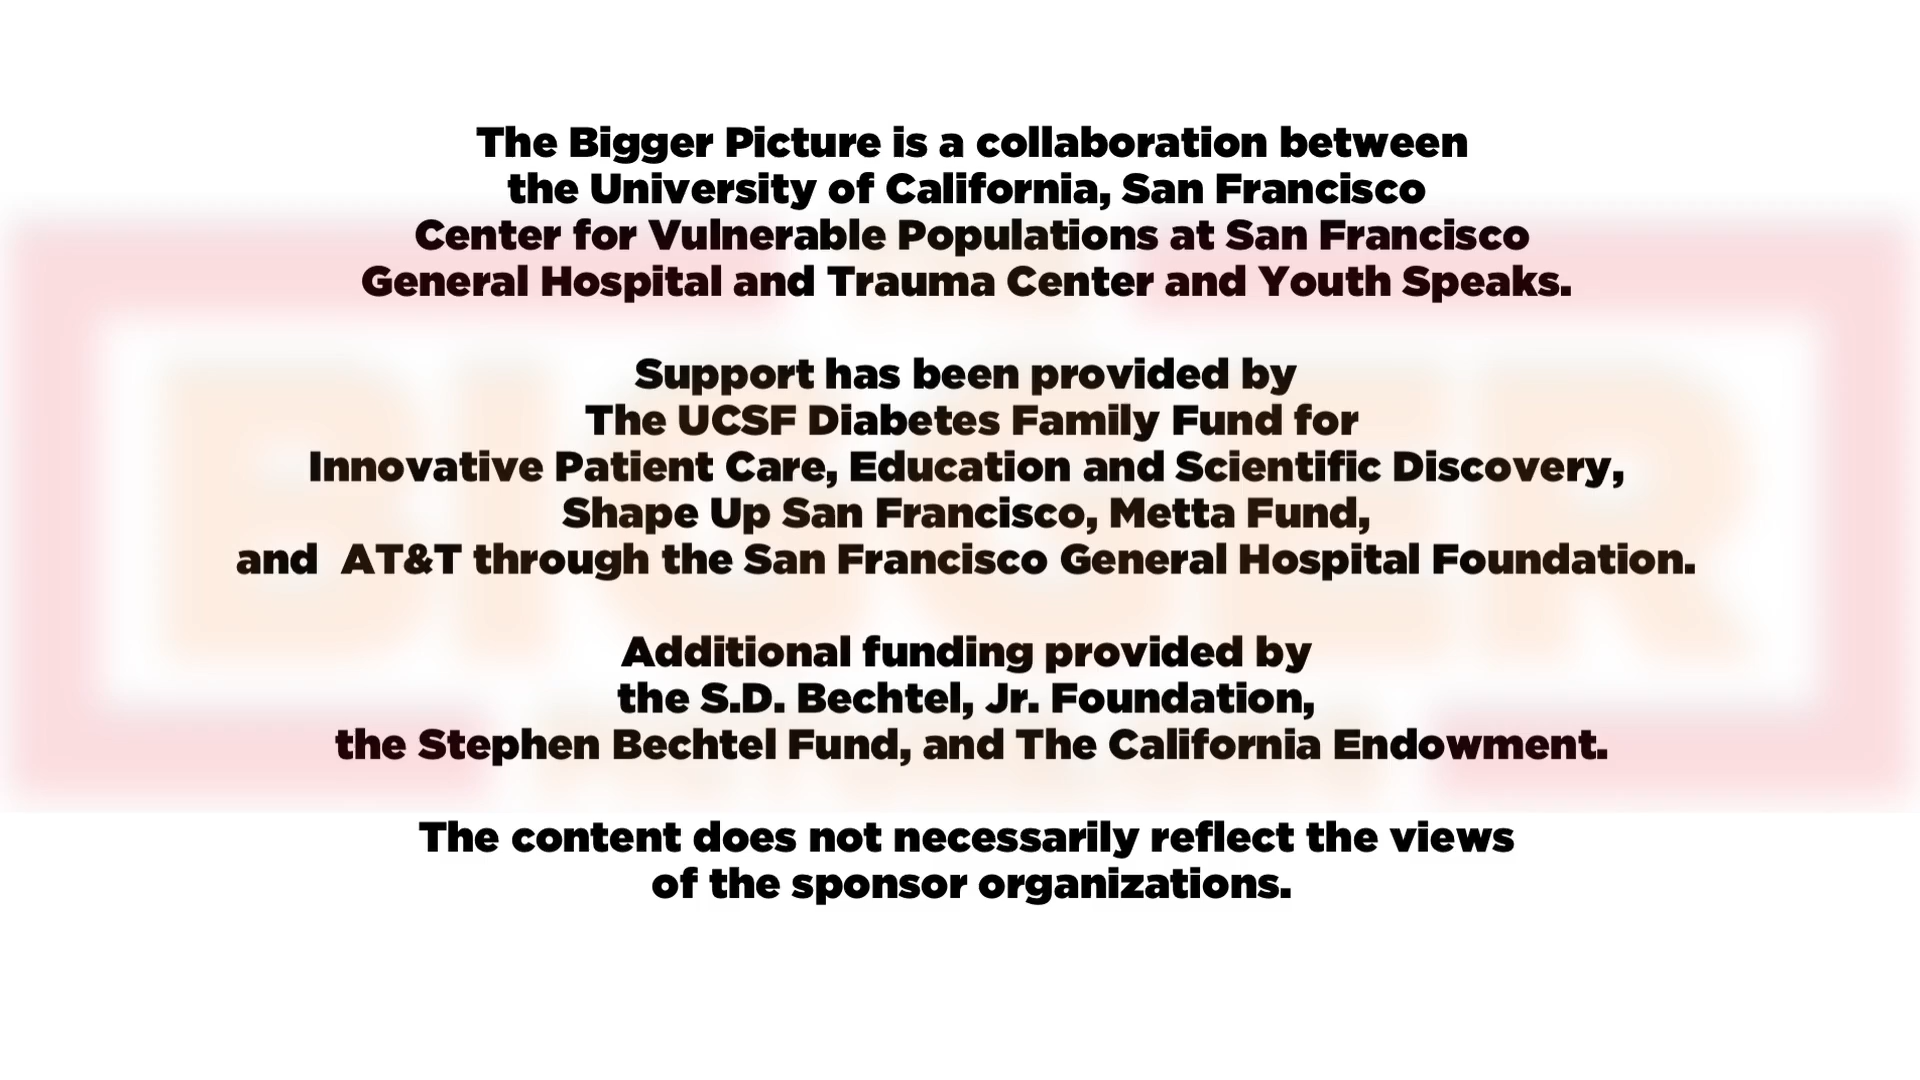 The Bigger Picture is a collaboration between
the University of California, San Francisco
Center for Vulnerable Populations at San Francisco
General Hospital and Trauma Center and Youth Speaks.
Support has been provided by
The UCSF Diabetes Family Fund for
Innovative Patient Care, Education and Scientific Discovery,
Shape Up San Francisco, Metta Fund,
and  AT&T through the San Francisco General Hospital Foundation.
Additional funding provided by
the S.D. Bechtel, Jr. Foundation,
the Stephen Bechtel Fund, and The California Endowment.
The content does not necessarily reflect the views
of the sponsor organizations.